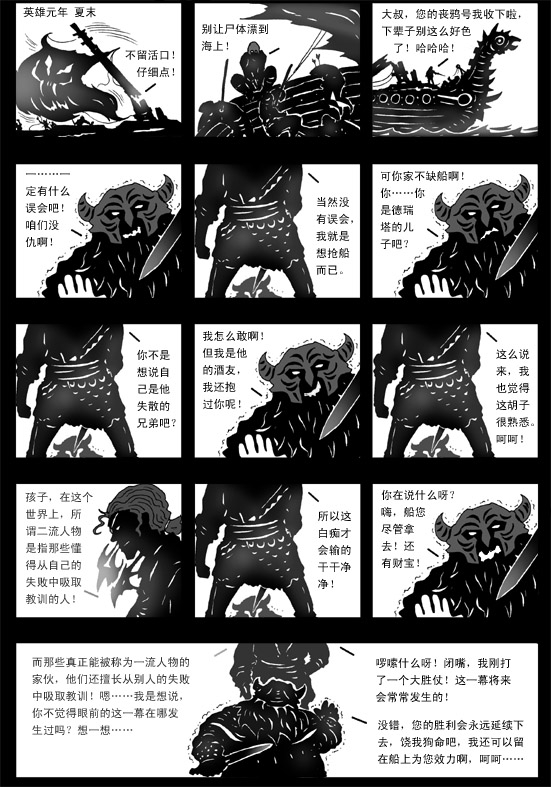 英雄元年 夏末
不留活口！
仔细点！
别让尸体漂到
海上！
大叔，您的丧鸦号我收下啦，
下辈子别这么好色
了！哈哈哈！
一………一
定有什么
误会吧！
咱们没
仇啊！
当然没
有误会，
我就是
想抢船
而已。
可你家不缺船啊！
你……你
是德瑞
塔的儿
子吧？
你不是
想说自
己是他
失散的
兄弟吧？
我怎么敢啊！
但我是他
的酒友，
我还抱
过你呢！
这么说
来，我
也觉得
这胡子
很熟悉。
呵呵！
孩子，在这个
世界上，所
谓二流人物
是指那些懂
得从自己的
失败中吸取
教训的人！
所以这
白痴才
会输的
干干净
净！
你在说什么呀？
嗨，船您
尽管拿
去！还
有财宝！
而那些真正能被称为一流人物的
家伙，他们还擅长从别人的失败
中吸取教训！嗯……我是想说，
你不觉得眼前的这一幕在哪发
生过吗？想一想……
啰嗦什么呀！闭嘴，我刚打
了一个大胜仗！这一幕将来
会常常发生的！
没错，您的胜利会永远延续下
去，饶我狗命吧，我还可以留
在船上为您效力啊，呵呵……